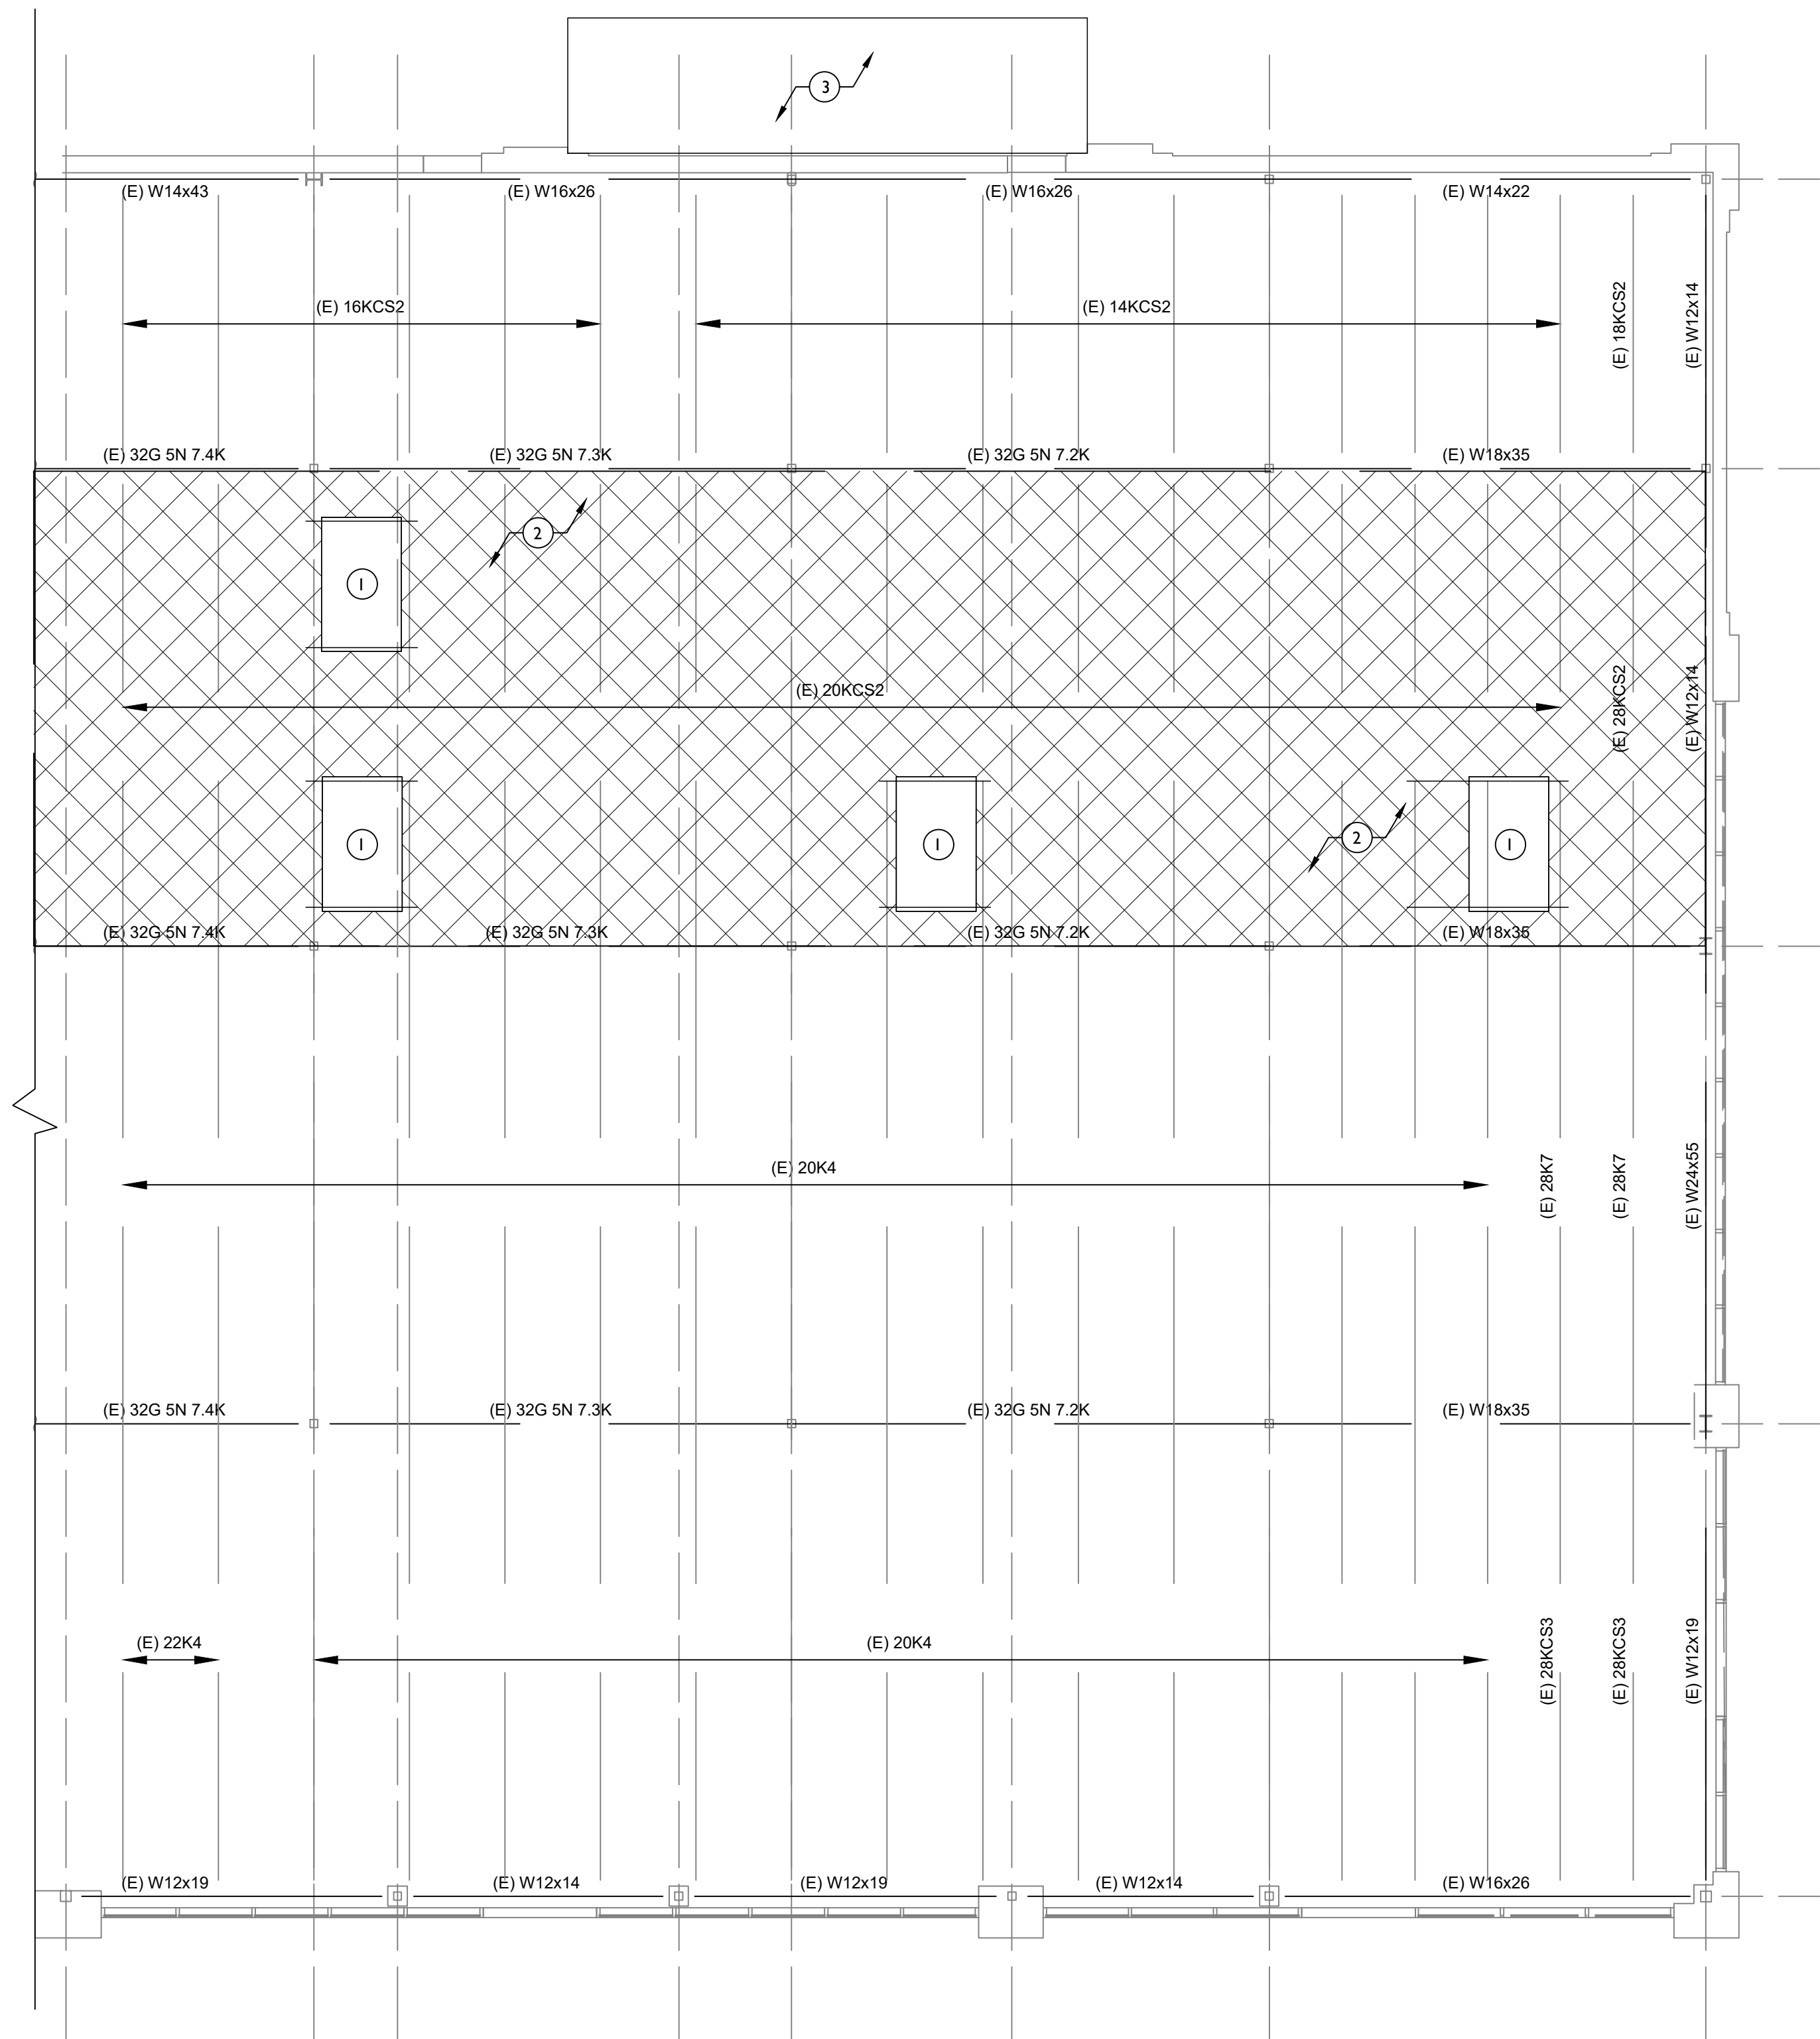 3
(E) W14x43
(E) W16x26
(E) W16x26
(E) W14x22
(E) 16KCS2
(E) 14KCS2
(E) 18KCS2
(E) W12x14
(E) 32G 5N 7.4K
(E) 32G 5N 7.3K
(E) 32G 5N 7.2K
(E) W18x35
2
1
(E) 20KCS2
(E) 28KCS2
(E) W12x14
1
1
2
1
(E) 32G 5N 7.4K
(E) 32G 5N 7.3K
(E) 32G 5N 7.2K
(E) W18x35
(E) 20K4
(E) 28K7
(E) 28K7
(E) W24x55
(E) 32G 5N 7.4K
(E) 32G 5N 7.3K
(E) 32G 5N 7.2K
(E) W18x35
(E) 22K4
(E) 20K4
(E) 28KCS3
(E) 28KCS3
(E) W12x19
(E) W12x19
(E) W12x14
(E) W12x19
(E) W12x14
(E) W16x26